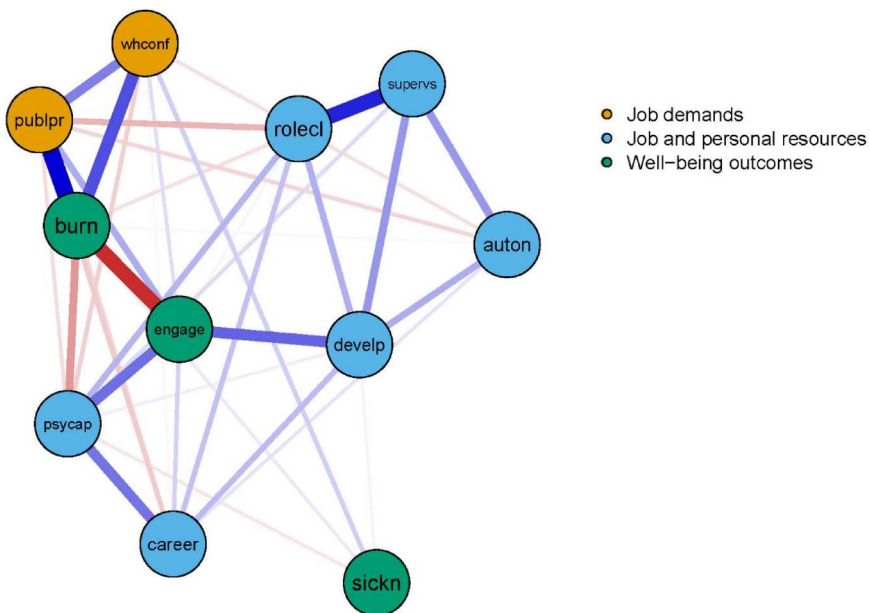 whconf
publpr
supervs
rolecl
Job demands
Job and personal resources
Well-being outcomes
burn
auton
engage
develp
psycap
career
sickn